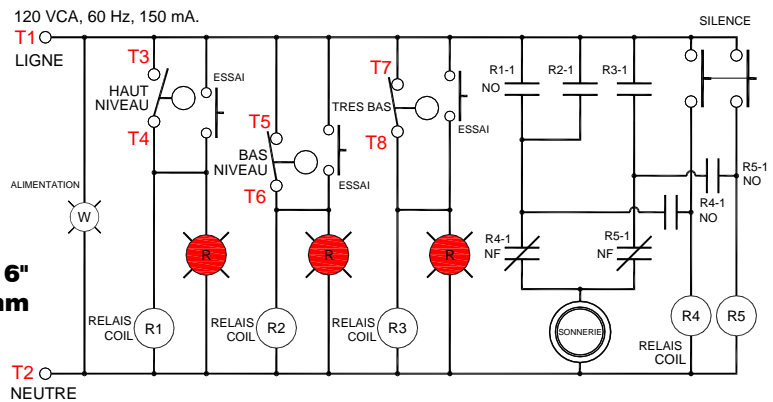 120 VCA, 60 Hz, 150 mA.
SILENCE
T1
LIGNE
T3
HAUT
NIVEAU
T4
ESSAI
T5
BAS
NIVEAU
T6
ESSAI
T7
TRES BAS
T8
ESSAI
R1-1
NO
R2-1
R3-1
R5-1
NO
R4-1
NO
R4-1
NF
R5-1
NF
ALIMENTATION
W
R
R
R
6"
mm
RELAIS
COIL
R1
RELAIS
COIL
R2
RELAIS
COIL
R3
SONNERIE
R4
R5
RELAIS
COIL
T2
NEUTRE